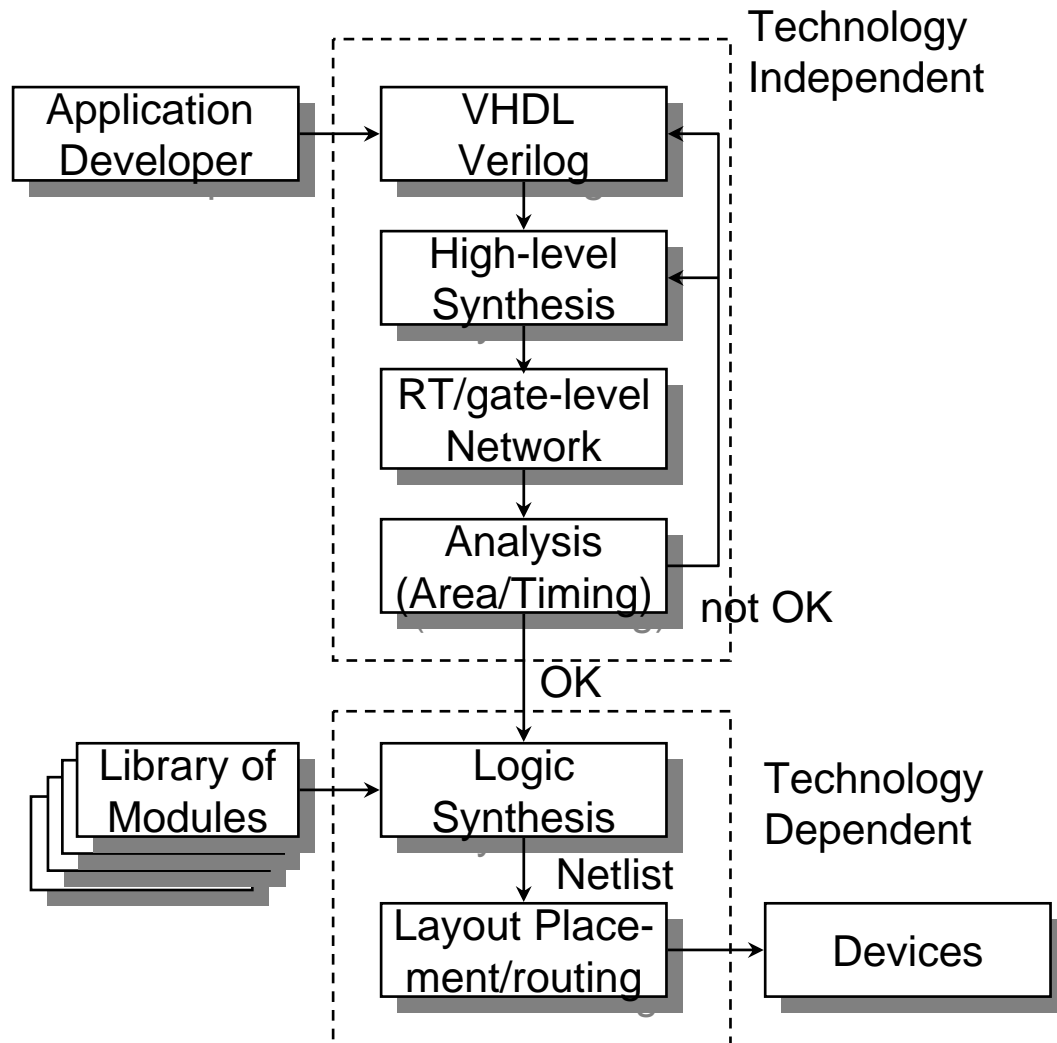 Technology
Independent
Application
Developer
VHDL
Verilog
High-level
Synthesis
RT/gate-level
Network
Analysis
(Area/Timing)
not OK
OK
Library of
Modules
Logic
Synthesis
Technology
Dependent
Netlist
Layout Place-
ment/routing
Devices